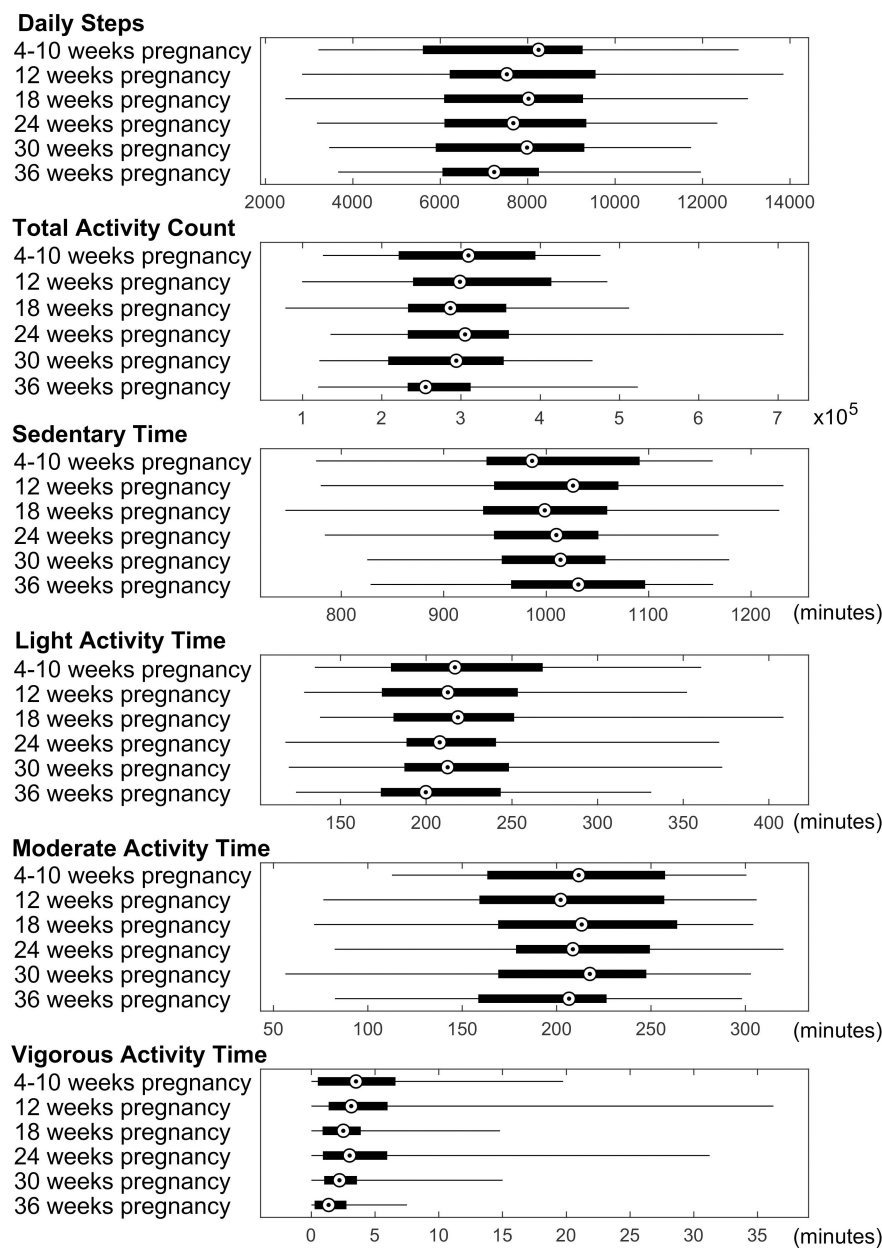 Daily Steps
4-10 weeks pregnancy
12 weeks pregnancy
18 weeks pregnancy
24 weeks pregnancy
30 weeks pregnancy
36 weeks pregnancy
2000 4000 6000 8000 10000 12000 14000
Total Activity Count
4-10 weeks pregnancy
12 weeks pregnancy
18 weeks pregnancy
24 weeks pregnancy
30 weeks pregnancy
36 weeks pregnancy
1 2 3 4 5 6 7 x10⁵
Sedentary Time
4-10 weeks pregnancy
12 weeks pregnancy
18 weeks pregnancy
24 weeks pregnancy
30 weeks pregnancy
36 weeks pregnancy
800 900 1000 1100 1200 (minutes)
Light Activity Time
4-10 weeks pregnancy
12 weeks pregnancy
18 weeks pregnancy
24 weeks pregnancy
30 weeks pregnancy
36 weeks pregnancy
150 200 250 300 350 400 (minutes)
Moderate Activity Time
4-10 weeks pregnancy
12 weeks pregnancy
18 weeks pregnancy
24 weeks pregnancy
30 weeks pregnancy
36 weeks pregnancy
50 100 150 200 250 300 (minutes)
Vigorous Activity Time
4-10 weeks pregnancy
12 weeks pregnancy
18 weeks pregnancy
24 weeks pregnancy
30 weeks pregnancy
36 weeks pregnancy
0 5 10 15 20 25 30 35 (minutes)